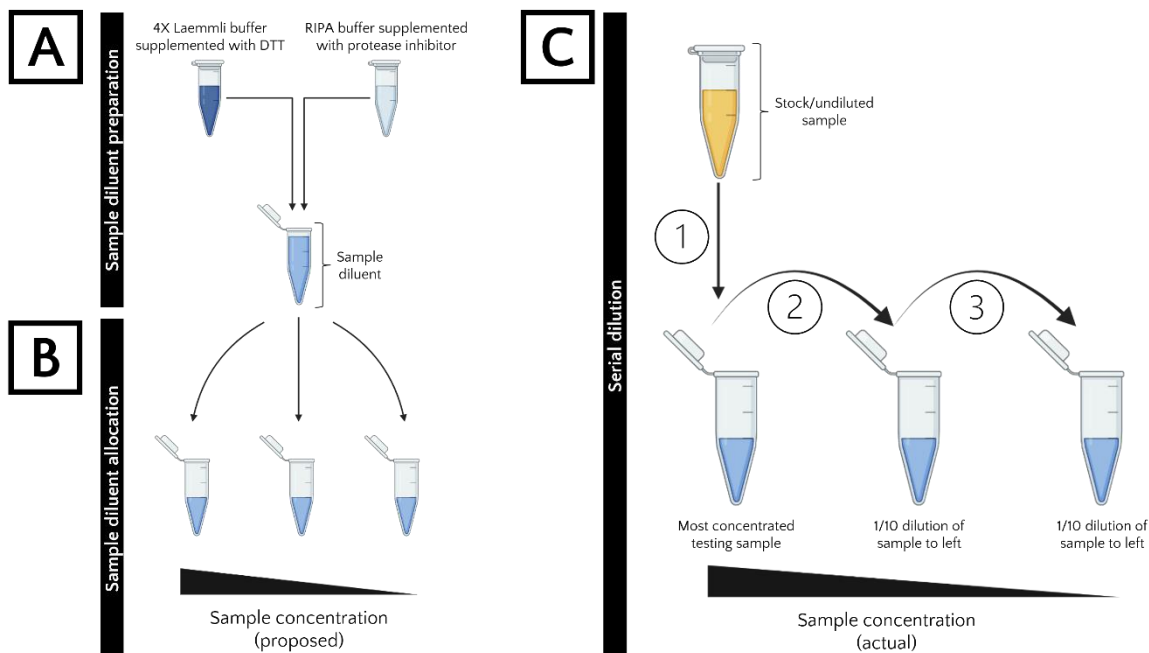 A
Sample diluent preparation
4X Laemmli buffer
supplemented with DTT
RIPA buffer supplemented
with protease inhibitor
Sample
diluent
B
Sample diluent allocation
Sample concentration
(proposed)
C
Serial dilution
Stock/undiluted
sample
1
2
3
Most concentrated
testing sample
1/10 dilution of
sample to left
1/10 dilution of
sample to left
Sample concentration
(actual)